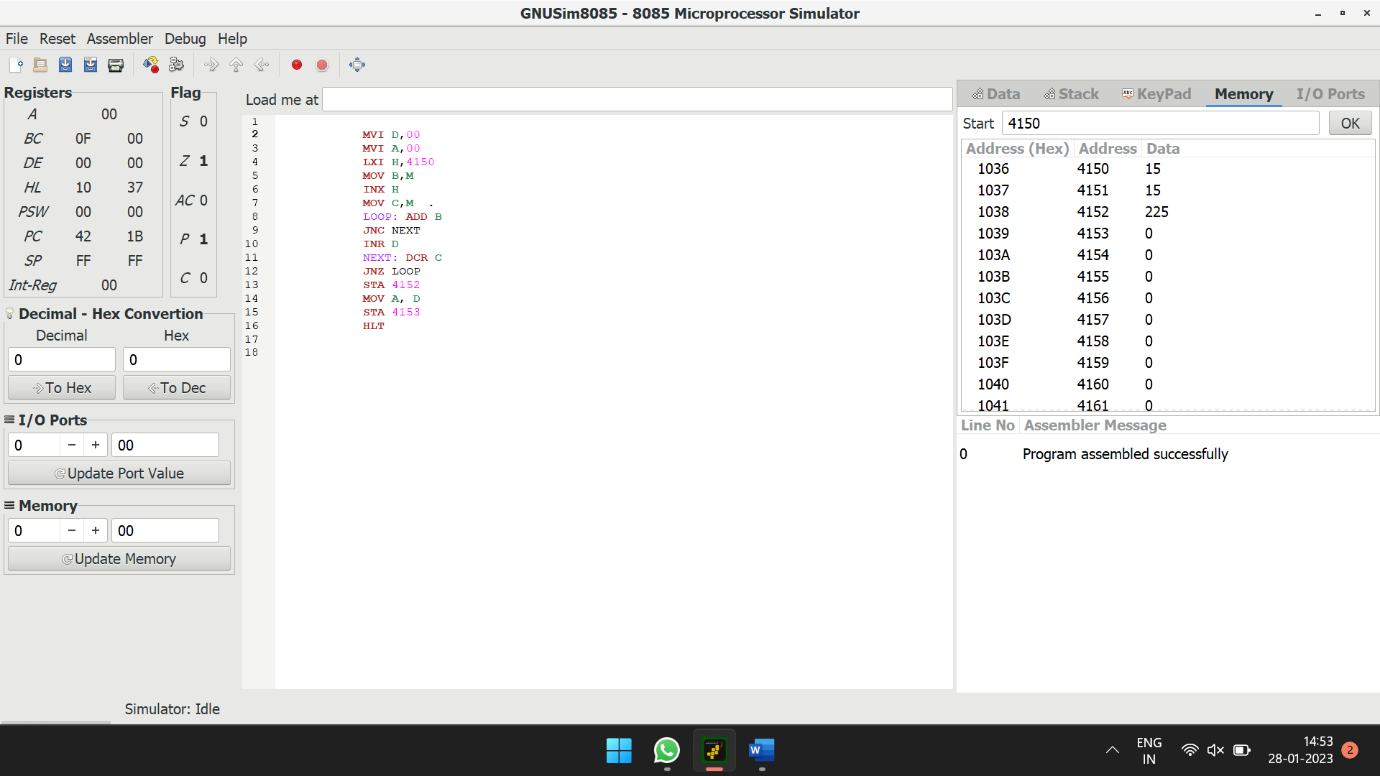 GNUSim8085 - 8085 Microprocessor Simulator
File Reset Assembler Debug Help
Registers
A 00
BC 0F 00
DE 00 00
HL 10 37
PSW 00 00
PC 42 1B
SP FF FF
Int-Reg 00
Flag
S 0
Z 1
AC 0
P 1
C 0
Decimal - Hex Convertion
Decimal Hex
0 0
To Hex To Dec
I/O Ports
0 - + 00
Update Port Value
Memory
0 - + 00
Update Memory
Load me at
1
2 MVI D,00
3 MVI A,00
4 LXI H,4150
5 MOV B,M
6 INX H
7 MOV C,M .
8 LOOP: ADD B
9 JNC NEXT
10 INR D
11 NEXT: DCR C
12 JNZ LOOP
13 STA 4152
14 MOV A, D
15 STA 4153
16 HLT
17
18
Data Stack KeyPad Memory I/O Ports
Start 4150 OK
Address (Hex) Address Data
1036 4150 15
1037 4151 15
1038 4152 225
1039 4153 0
103A 4154 0
103B 4155 0
103C 4156 0
103D 4157 0
103E 4158 0
103F 4159 0
1040 4160 0
1041 4161 0
Line No Assembler Message
0 Program assembled successfully
Simulator: Idle
W
ENG
IN
14:53
28-01-2023
2